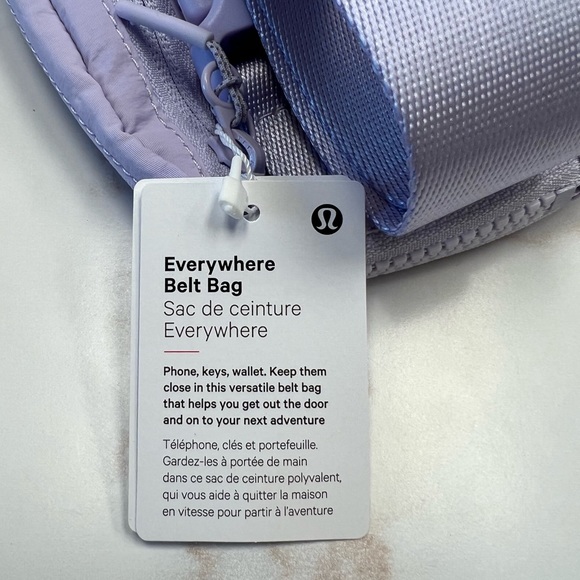 Everywhere
Belt Bag
Sac de ceinture
Everywhere
Phone, keys, wallet. Keep them
close in this versatile belt bag
that helps you get out the door
and on to your next adventure
Téléphone, clés et portefeuille.
Gardez-les à portée de main
dans ce sac de ceinture polyvalent,
qui vous aide à quitter la maison
en vitesse pour partir à l'aventure